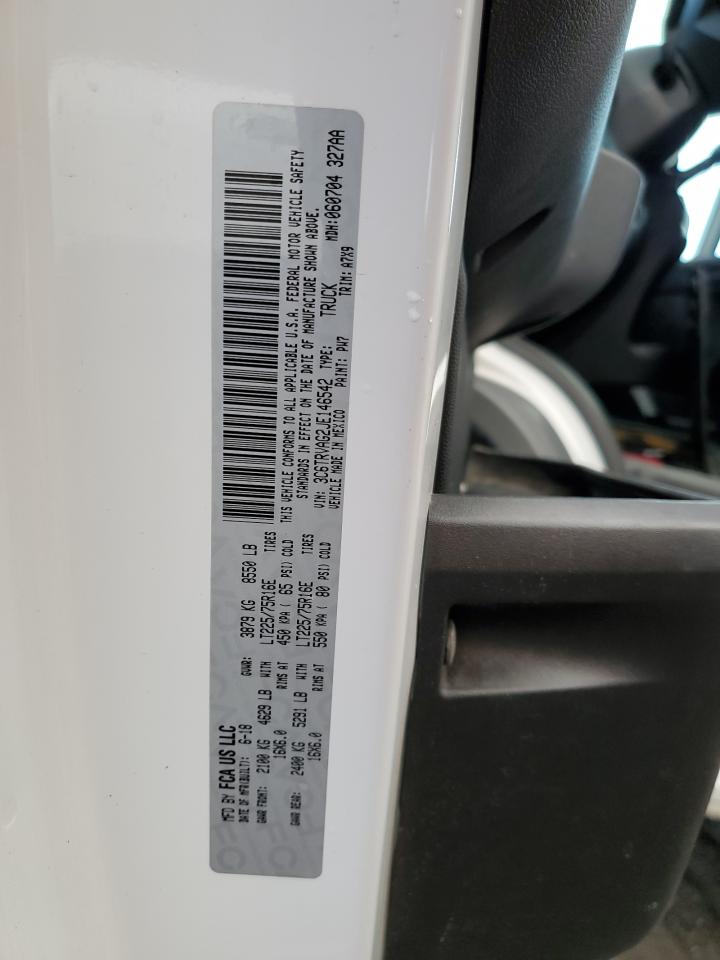 MFD BY FCA US LLC
DATE OF MFR(BUILT): 6-18 GVWR: 3879 KG 8550 LB
GAWR FRONT: 2100 KG 4629 LB WITH LT225/75R16E TIRES
16X6.0 RIMS AT 450 KPA ( 65 PSI) COLD
GAWR REAR: 2400 KG 5291 LB WITH LT225/75R16E TIRES
16X6.0 RIMS AT 550 KPA ( 80 PSI) COLD
THIS VEHICLE CONFORMS TO ALL APPLICABLE U.S.A. FEDERAL MOTOR VEHICLE SAFETY
STANDARDS IN EFFECT ON THE DATE OF MANUFACTURE SHOWN ABOVE.
VIN: 3C6TRVAG2JE146542 TYPE: TRUCK MDH:060704 327AA
VEHICLE MADE IN MEXICO PAINT: PW7 TRIM: A7X9